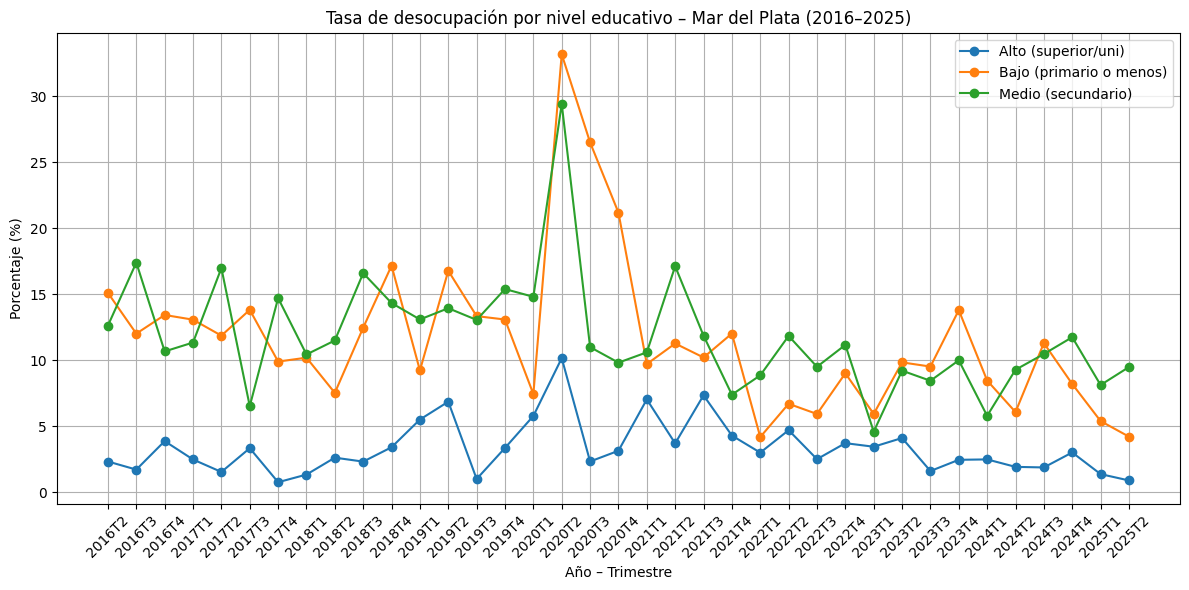 Tasa de desocupación por nivel educativo – Mar del Plata (2016–2025)
Alto (superior/uni)
Bajo (primario o menos)
Medio (secundario)
Porcentaje (%)
30
25
20
15
10
5
0
2016T2
2016T3
2016T4
2017T1
2017T2
2017T3
2017T4
2018T1
2018T2
2018T3
2018T4
2019T1
2019T2
2019T3
2019T4
2020T1
2020T2
2020T3
2020T4
2021T1
2021T2
2021T3
2021T4
2022T1
2022T2
2022T3
2022T4
2023T1
2023T2
2023T3
2023T4
2024T1
2024T2
2024T3
2024T4
2025T1
2025T2
Año – Trimestre